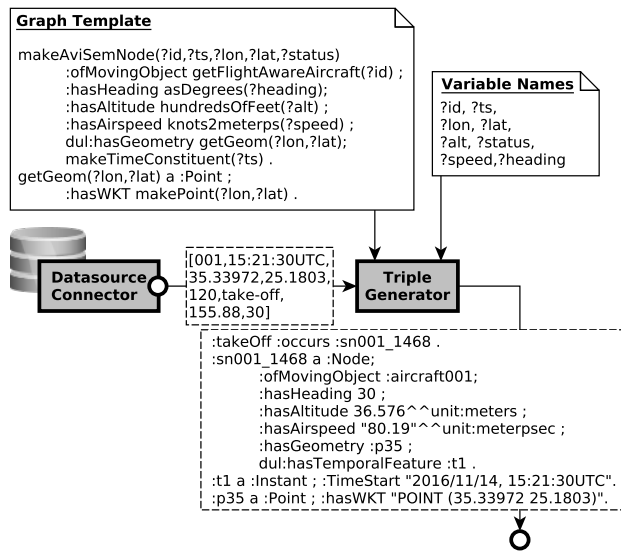 Graph Template
makeAviSemNode(?id,?ts,?lon,?lat,?status)
:ofMovingObject getFlightAwareAircraft(?id) ;
:hasHeading asDegrees(?heading);
:hasAltitude hundredsOfFeet(?alt) ;
:hasAirspeed knots2meterps(?speed) ;
dul:hasGeometry getGeom(?lon,?lat);
makeTimeConstituent(?ts) .
getGeom(?lon,?lat) a :Point ;
:hasWKT makePoint(?lon,?lat) .
Variable Names
?id, ?ts,
?lon, ?lat,
?alt, ?status,
?speed,?heading
Datasource
Connector
[001,15:21:30UTC,
35.33972,25.1803,
120,take-off,
155.88,30]
Triple
Generator
:takeOff :occurs :sn001_1468 .
:sn001_1468 a :Node;
:ofMovingObject :aircraft001;
:hasHeading 30 ;
:hasAltitude 36.576^^unit:meters ;
:hasAirspeed "80.19"^^unit:meterpsec ;
:hasGeometry :p35 ;
dul:hasTemporalFeature :t1 .
:t1 a :Instant ; :TimeStart "2016/11/14, 15:21:30UTC".
:p35 a :Point ; :hasWKT "POINT (35.33972 25.1803)".